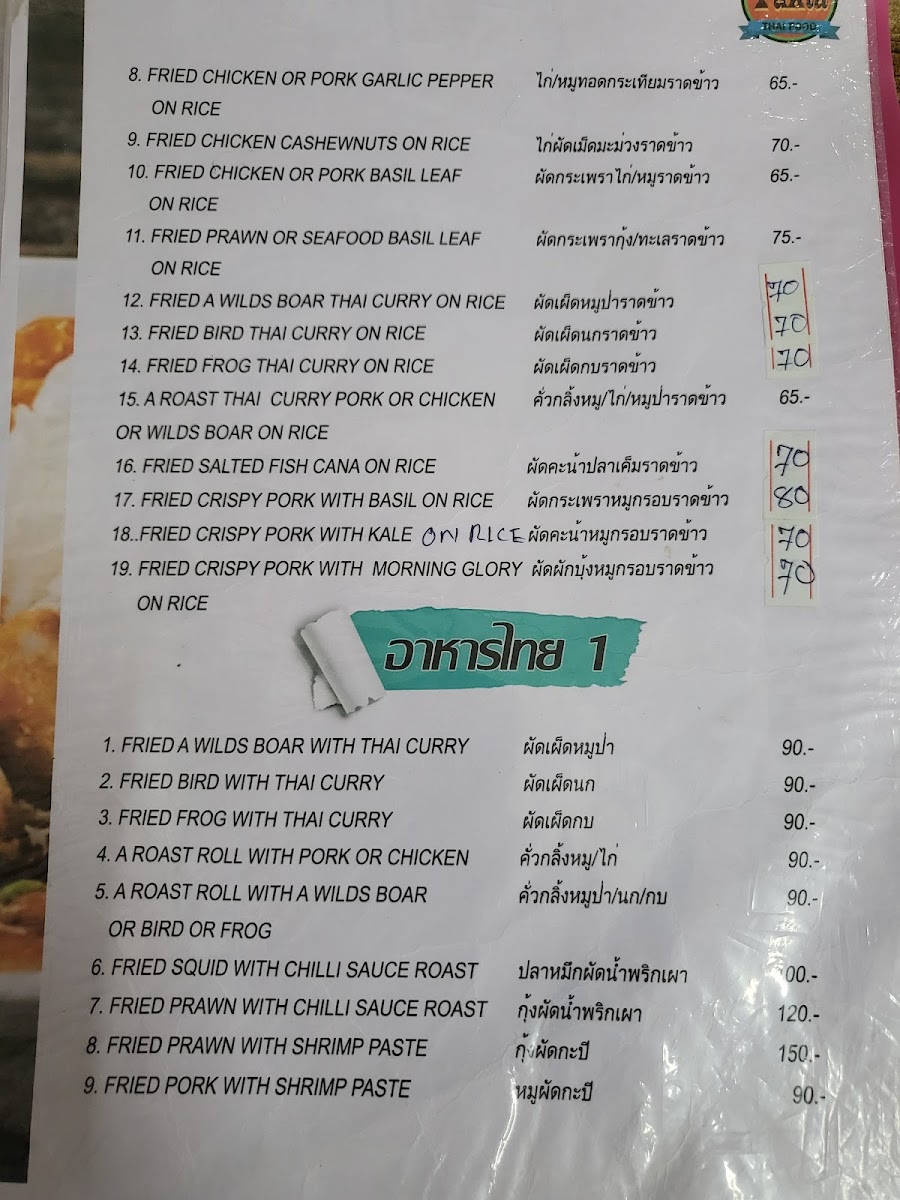 THAI FOOD
8. FRIED CHICKEN OR PORK GARLIC PEPPER ไก่/หมูทอดกระเทียมราดข้าว 65.-
ON RICE
9. FRIED CHICKEN CASHEWNUTS ON RICE ไก่ผัดเม็ดมะม่วงราดข้าว 70.-
10. FRIED CHICKEN OR PORK BASIL LEAF ผัดกระเพราไก่/หมูราดข้าว 65.-
ON RICE
11. FRIED PRAWN OR SEAFOOD BASIL LEAF ผัดกระเพรากุ้ง/ทะเลราดข้าว 75.-
ON RICE
12. FRIED A WILDS BOAR THAI CURRY ON RICE ผัดเผ็ดหมูป่าราดข้าว 70
13. FRIED BIRD THAI CURRY ON RICE ผัดเผ็ดนกราดข้าว 70
14. FRIED FROG THAI CURRY ON RICE ผัดเผ็ดกบราดข้าว 70
15. A ROAST THAI CURRY PORK OR CHICKEN คั่วกลิ้งหมู/ไก่/หมูป่าราดข้าว 65.-
OR WILDS BOAR ON RICE
16. FRIED SALTED FISH CANA ON RICE ผัดคะน้าปลาเค็มราดข้าว 70
17. FRIED CRISPY PORK WITH BASIL ON RICE ผัดกระเพราหมูกรอบราดข้าว 80
18..FRIED CRISPY PORK WITH KALE ON RICE ผัดคะน้าหมูกรอบราดข้าว 70
19. FRIED CRISPY PORK WITH MORNING GLORY ผัดผักบุ้งหมูกรอบราดข้าว 70
ON RICE
อาหารไทย 1
1. FRIED A WILDS BOAR WITH THAI CURRY ผัดเผ็ดหมูป่า 90.-
2. FRIED BIRD WITH THAI CURRY ผัดเผ็ดนก 90.-
3. FRIED FROG WITH THAI CURRY ผัดเผ็ดกบ 90.-
4. A ROAST ROLL WITH PORK OR CHICKEN คั่วกลิ้งหมู/ไก่ 90.-
5. A ROAST ROLL WITH A WILDS BOAR คั่วกลิ้งหมูป่า/นก/กบ 90.-
OR BIRD OR FROG
6. FRIED SQUID WITH CHILLI SAUCE ROAST ปลาหมึกผัดน้ำพริกเผา
7. FRIED PRAWN WITH CHILLI SAUCE ROAST กุ้งผัดน้ำพริกเผา 120.-
8. FRIED PRAWN WITH SHRIMP PASTE กุ้งผัดกะปี 150.-
9. FRIED PORK WITH SHRIMP PASTE หมูผัดกะปี 90.-